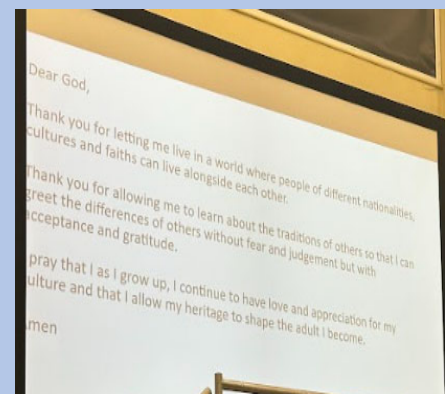 Dear God,
Thank you for letting me live in a world where people of different nationalities,
cultures and faiths can live alongside each other.
Thank you for allowing me to learn about the traditions of others so that I can
greet the differences of others without fear and judgement but with
acceptance and gratitude.
pray that I as I grow up, I continue to have love and appreciation for my
culture and that I allow my heritage to shape the adult I become.
Amen